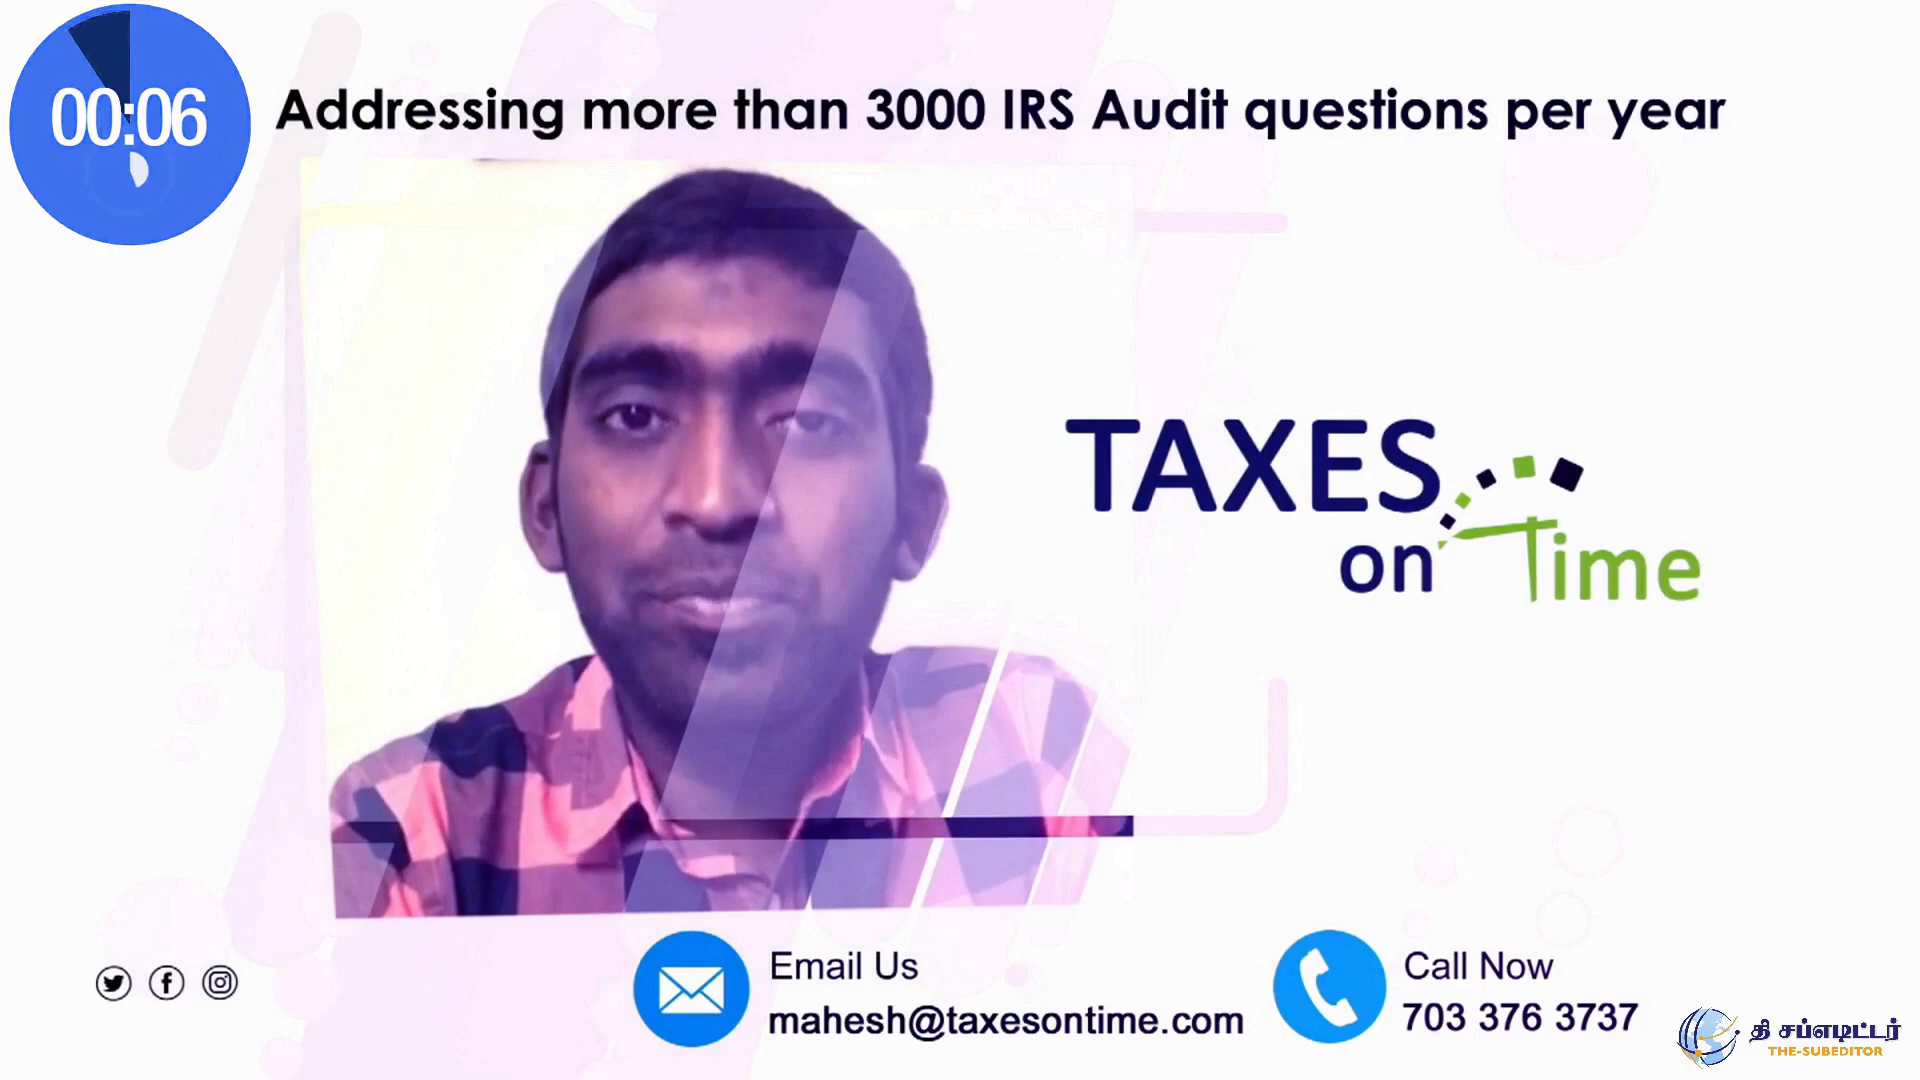 00:06
Addressing more than 3000 IRS Audit questions per year
TAXES
on Time
Email Us
mahesh@taxesontime.com
Call Now
703 376 3737
தி சப்எடிட்டர்
THE-SUBEDITOR